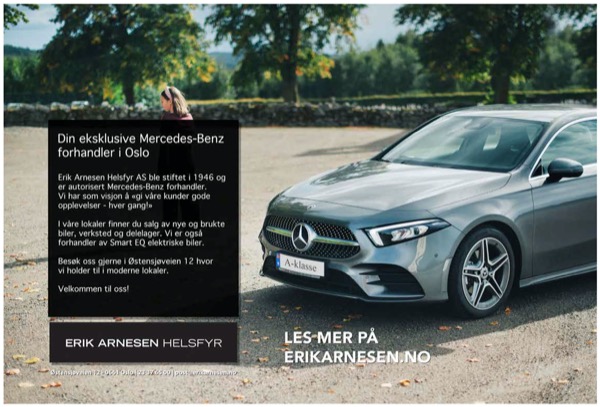 Din eksklusive Mercedes-Benz
forhandler i Oslo
Erik Arnesen Helsfyr AS ble stiftet i 1946 og
er autorisert Mercedes-Benz forhandler.
Vi har som visjon å «gi våre kunder gode
opplevelser - hver gang!»
I våre lokaler finner du salg av nye og brukte
biler, verksted og delelager. Vi er også
forhandler av Smart EQ elektriske biler.
Besøk oss gjerne i Østensjøveien 12 hvor
vi holder til i moderne lokaler.
Velkommen til oss!
A-klasse
ERIK ARNESEN HELSFYR
LES MER PÅ
ERIKARNESEN.NO
Østensjøveien 12